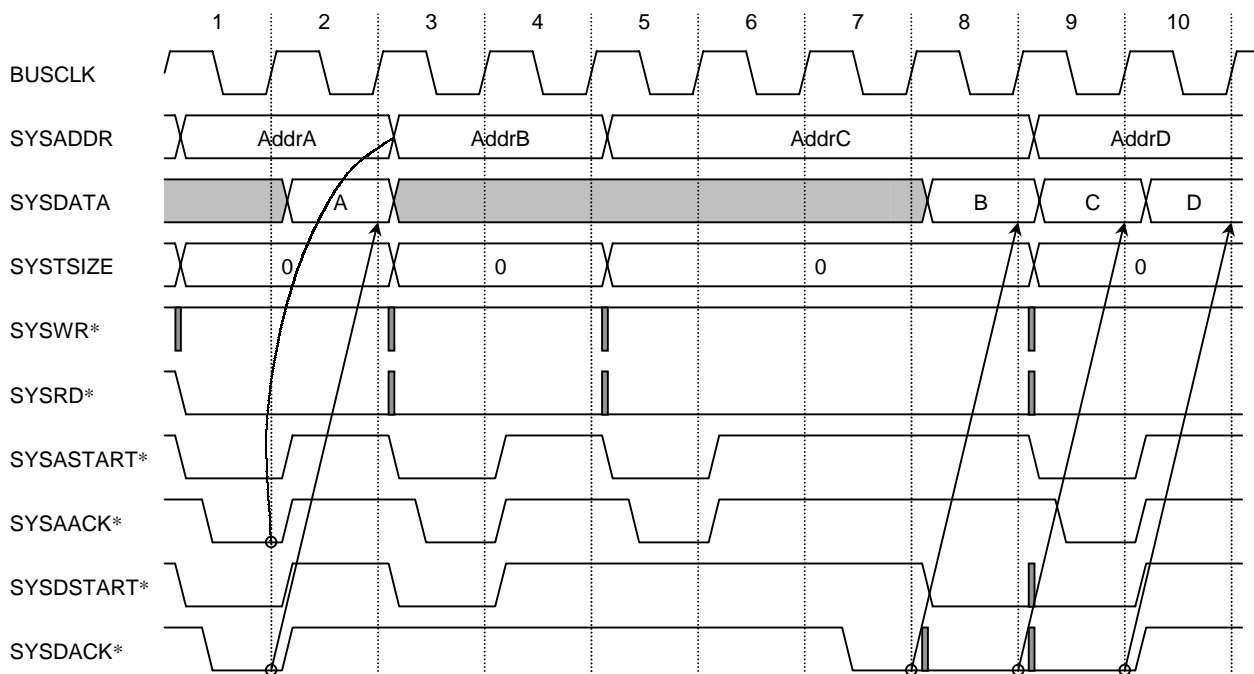 1 2 3 4 5 6 7 8 9 10
BUSCLK
SYSADDR AddrA AddrB AddrC AddrD
SYSDATA A B C D
SYSTSIZE 0 0 0 0
SYSWR*
SYSRD*
SYSASTART*
SYSAACK*
SYSDSTART*
SYSDACK*